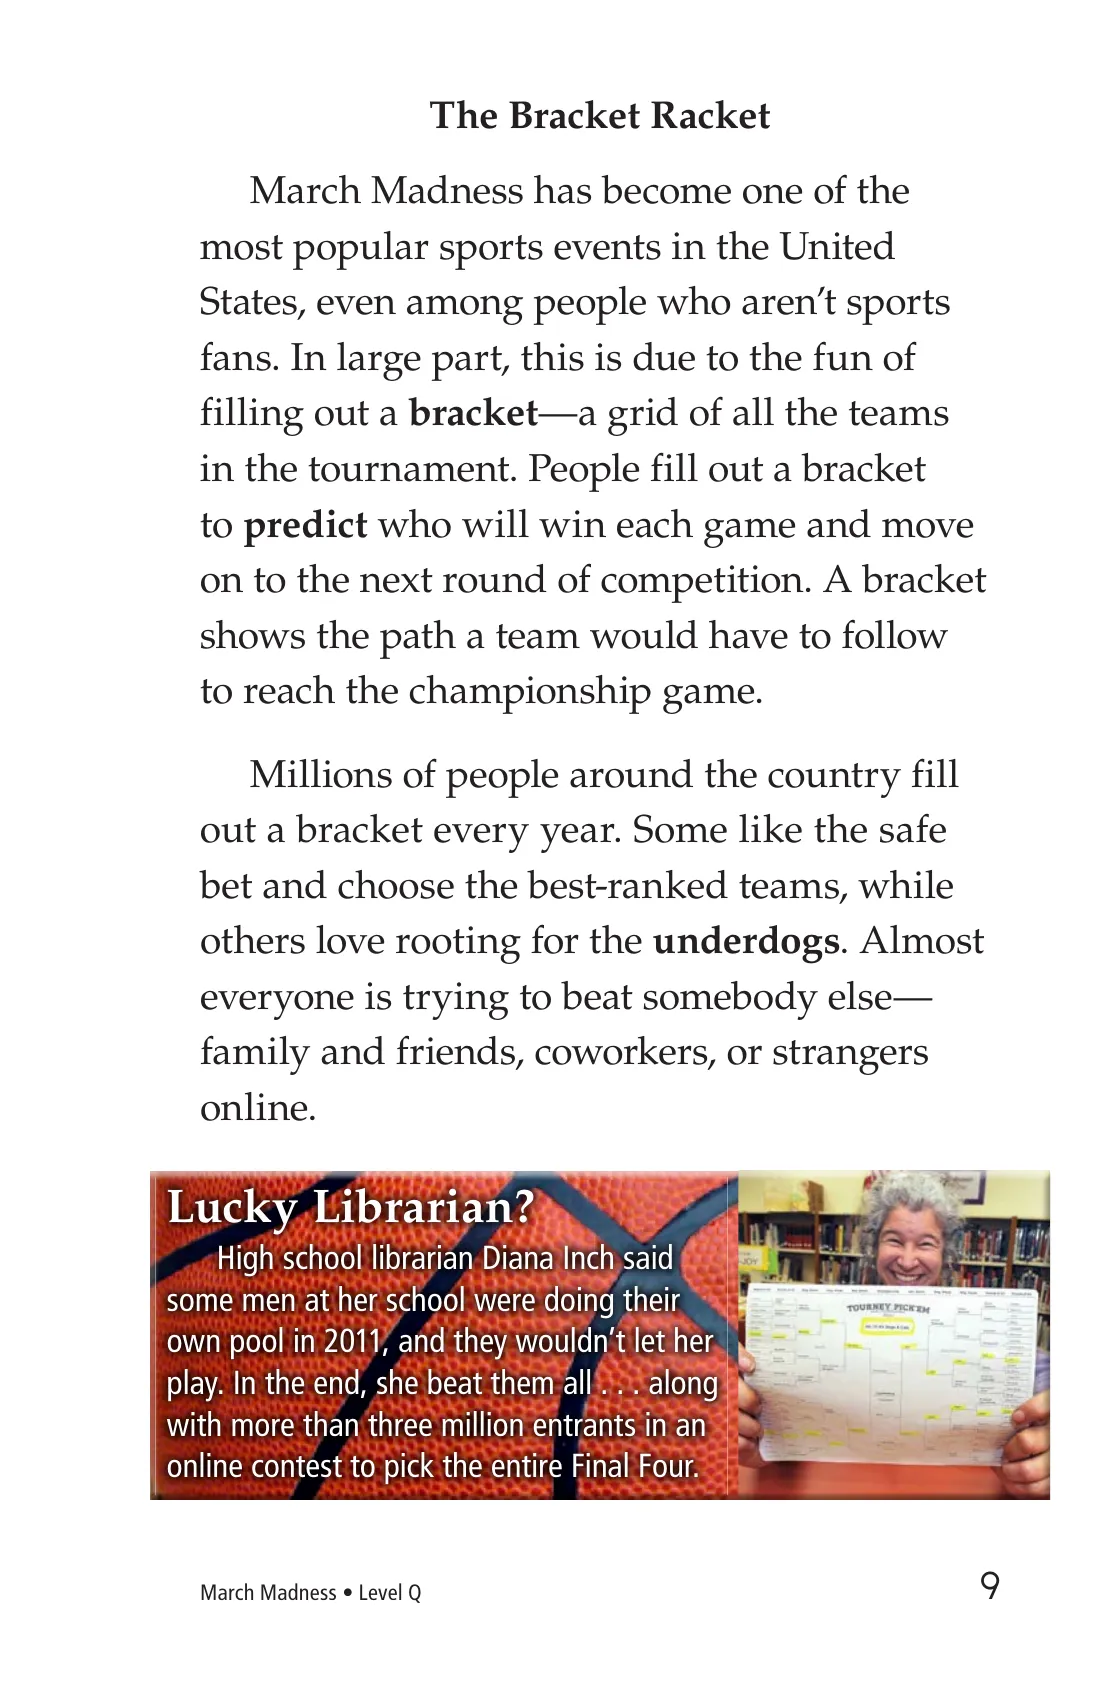 The Bracket Racket
March Madness has become one of the
most popular sports events in the United
States, even among people who aren’t sports
fans. In large part, this is due to the fun of
filling out a bracket—a grid of all the teams
in the tournament. People fill out a bracket
to predict who will win each game and move
on to the next round of competition. A bracket
shows the path a team would have to follow
to reach the championship game.
Millions of people around the country fill
out a bracket every year. Some like the safe
bet and choose the best-ranked teams, while
others love rooting for the underdogs. Almost
everyone is trying to beat somebody else—
family and friends, coworkers, or strangers
online.
Lucky Librarian?
High school librarian Diana Inch said
some men at her school were doing their
own pool in 2011, and they wouldn’t let her
play. In the end, she beat them all . . . along
with more than three million entrants in an
online contest to pick the entire Final Four.
TOURNEY PICK'EM
March Madness • Level Q
9